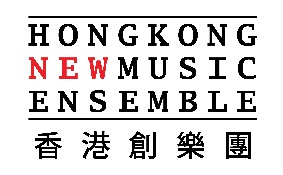 HONGKONG
NEWMUSIC
ENSEMBLE
香港創樂團